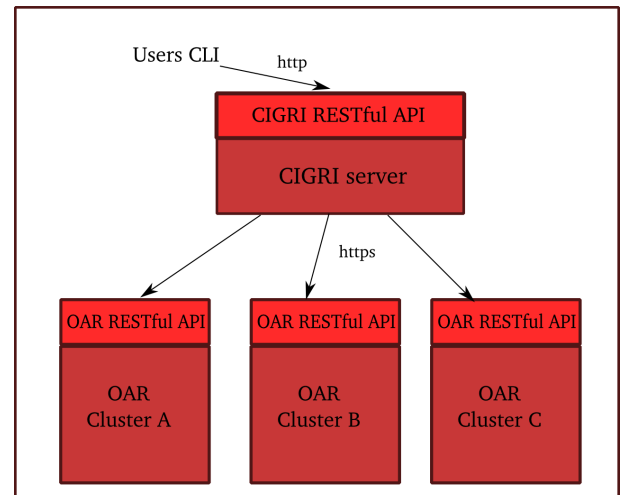 Users CLI
http
CIGRI RESTful API
CIGRI server
https
OAR RESTful API
OAR RESTful API
OAR RESTful API
OAR
Cluster A
OAR
Cluster B
OAR
Cluster C